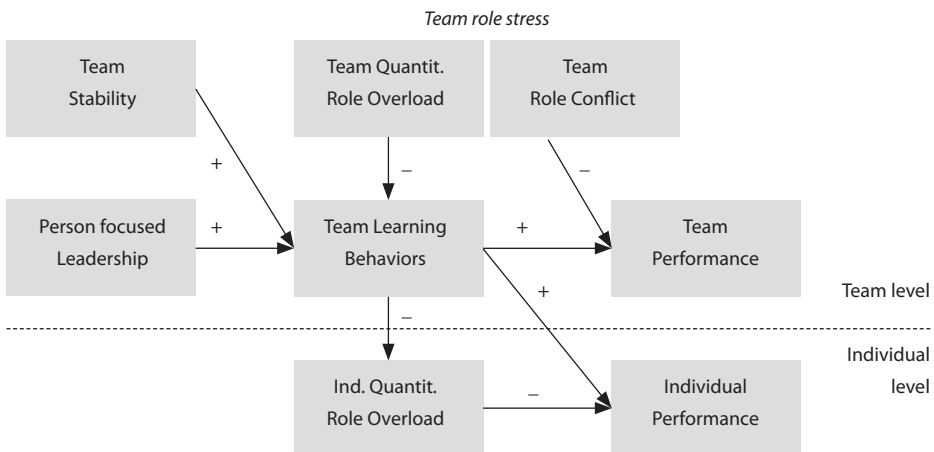 Team role stress
Team
Stability
Team Quantit.
Role Overload
Team
Role Conflict
+
–
–
Person focused
Leadership
+
Team Learning
Behaviors
+
Team
Performance
+
Team level
–
Individual
level
Ind. Quantit.
Role Overload
–
Individual
Performance